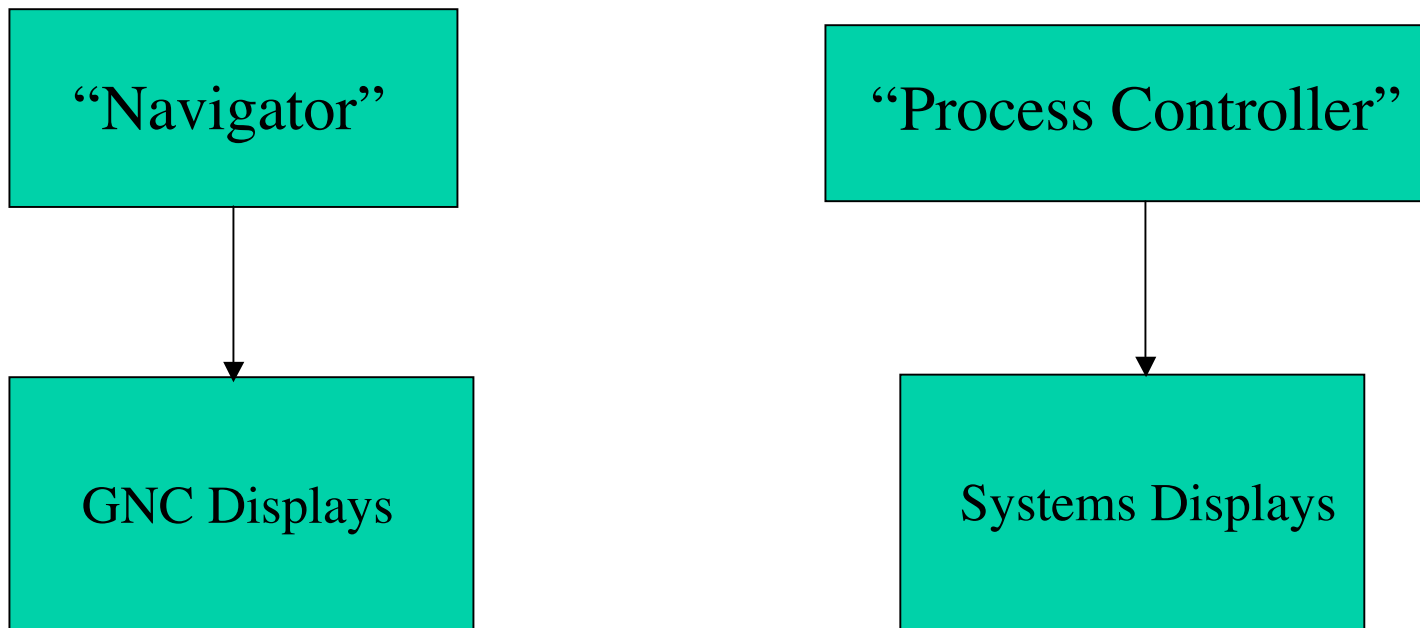 “Navigator”
“Process Controller”
GNC Displays
Systems Displays